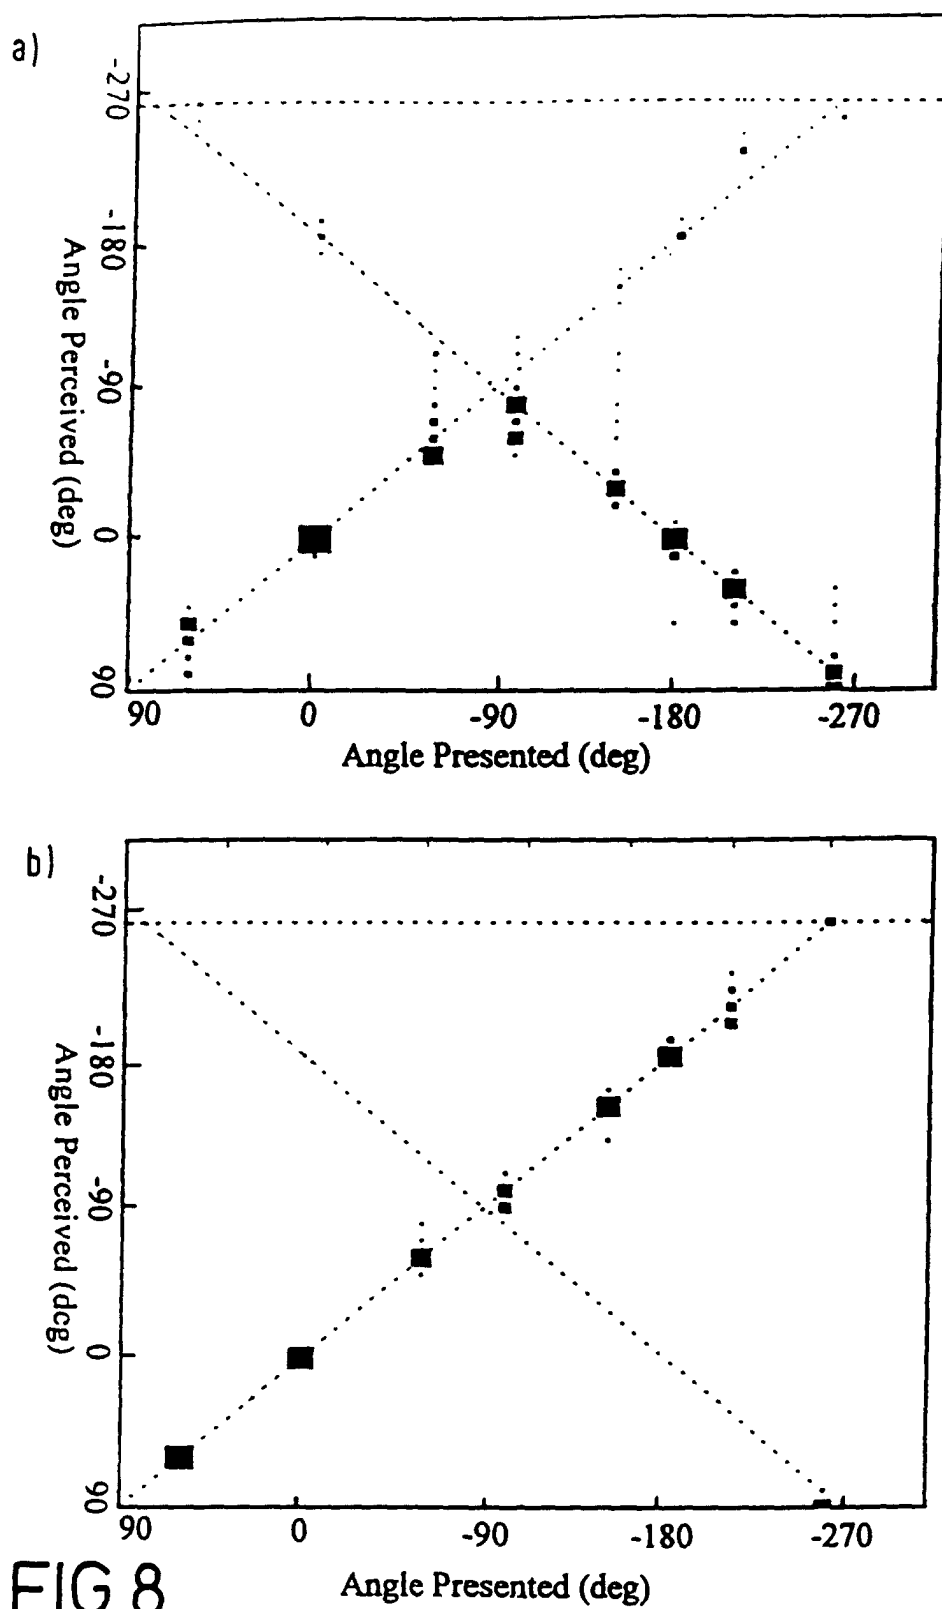 a)
-270
-180
-90
0
90
Angle Perceived (deg)
90 0 -90 -180 -270
Angle Presented (deg)
b)
-270
-180
-90
0
90
Angle Perceived (dcg)
90 0 -90 -180 -270
Angle Presented (deg)
FIG 8